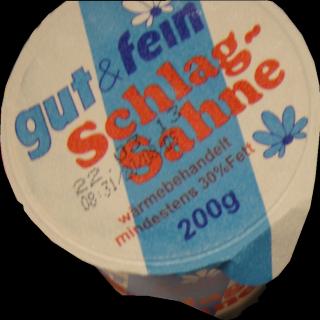 gut & fein
Schlag-
Sahne
wärmebehandelt
mindestens 30% Fett
200g